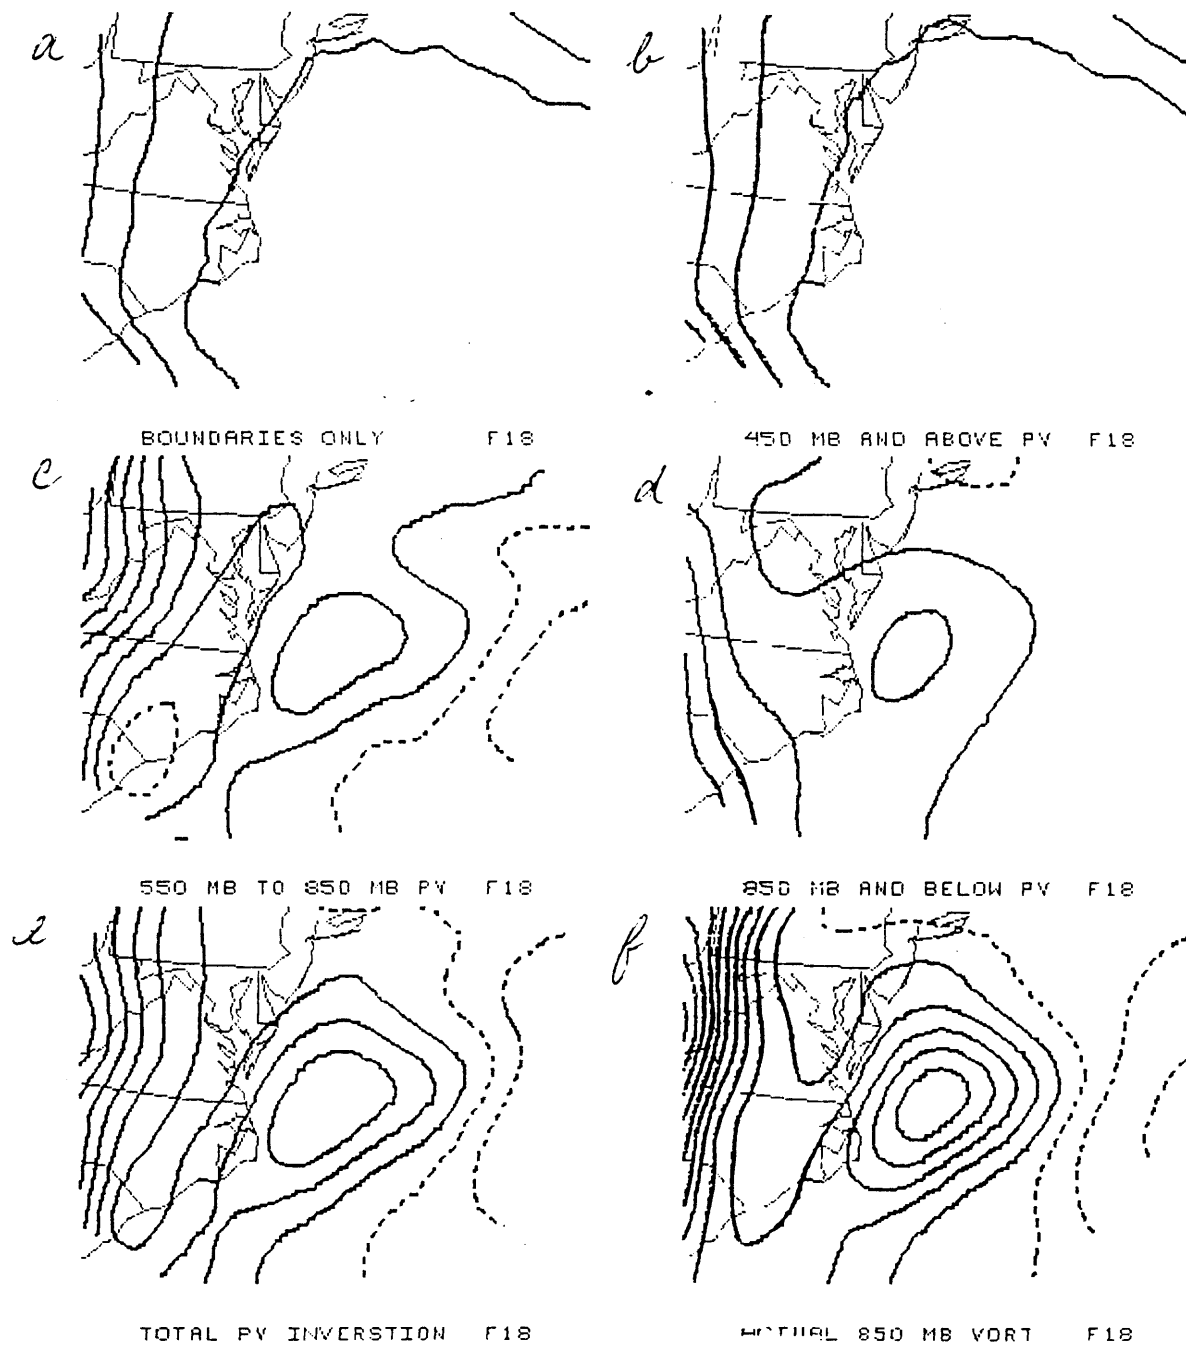 a
b
BOUNDARIES ONLY F18
450 MB AND ABOVE PV F18
c
d
550 MB TO 850 MB PV F18
850 MB AND BELOW PV F18
e
f
TOTAL PV INVERSTION F18
ACTUAL 850 MB VORT F18